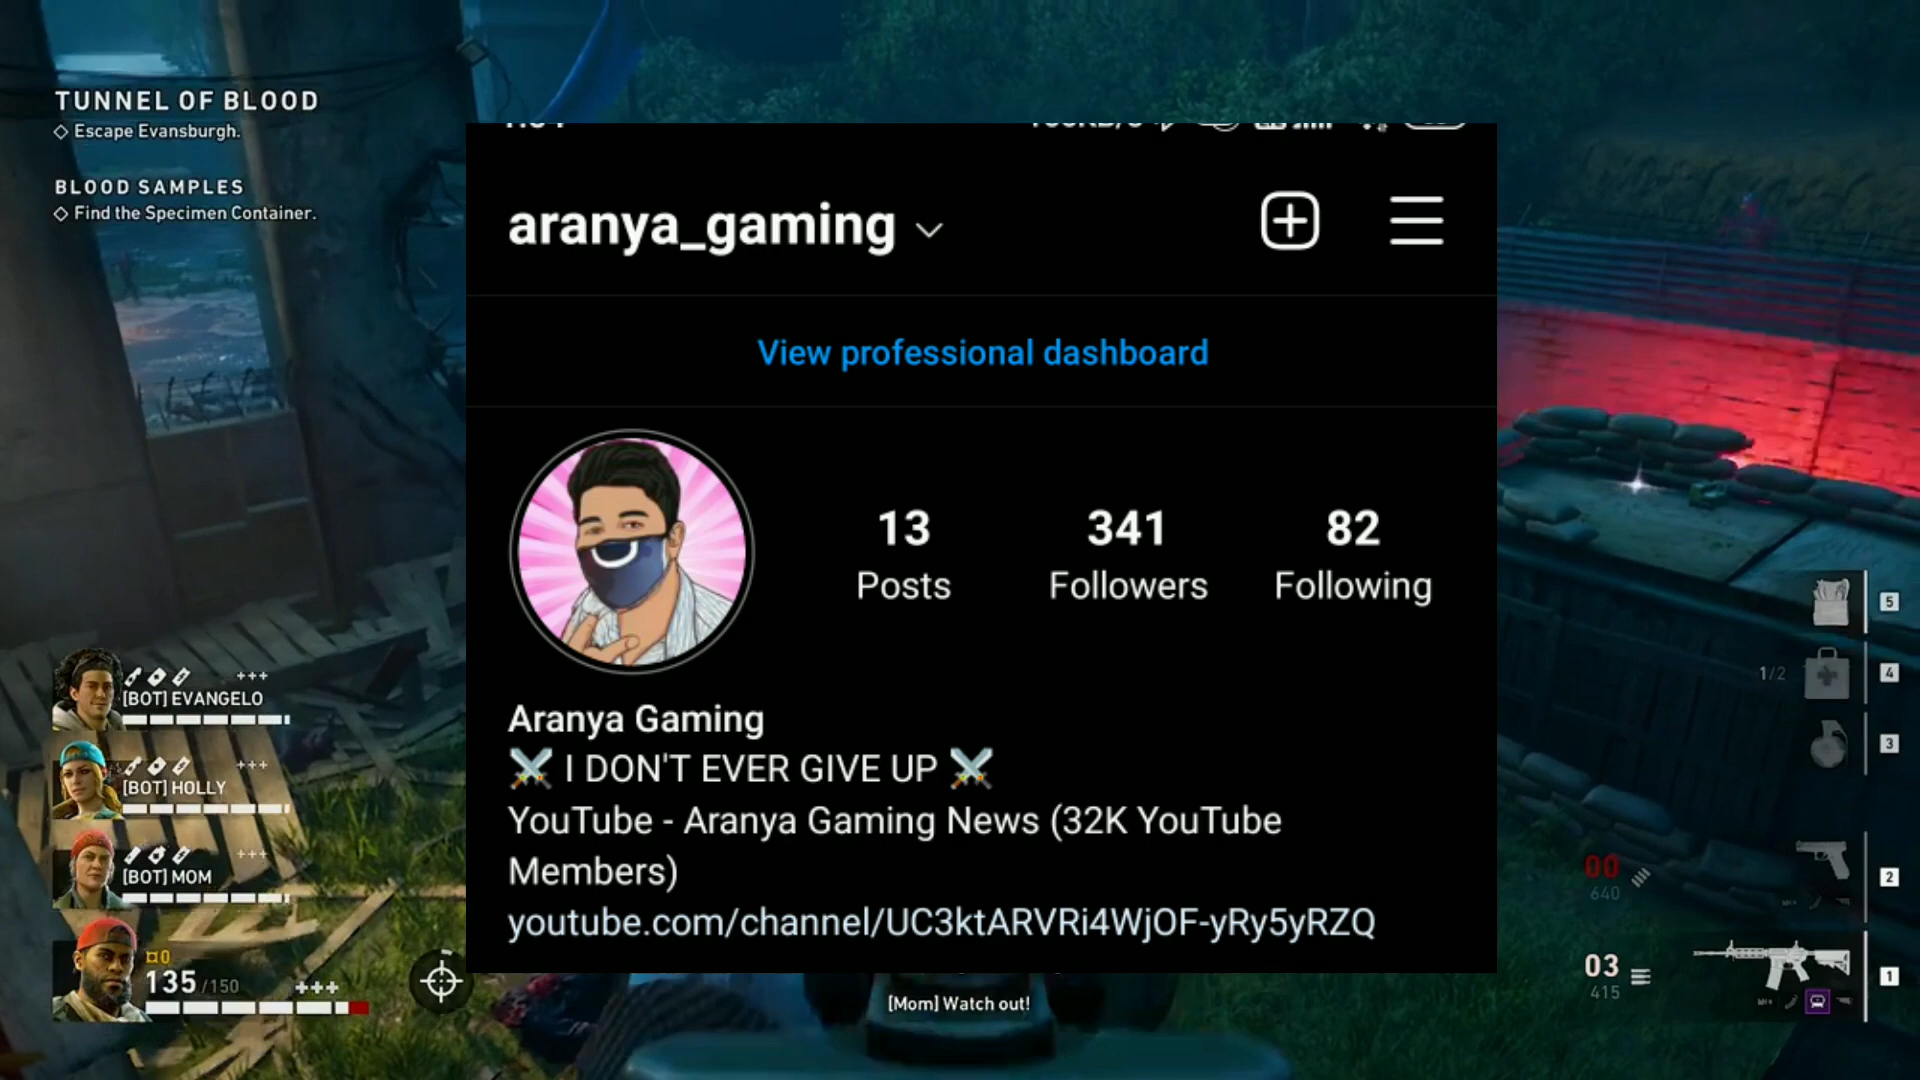 TUNNEL OF BLOOD
Escape Evansburgh.
BLOOD SAMPLES
Find the Specimen Container.
aranya_gaming
View professional dashboard
13 341 82
Posts Followers Following
Aranya Gaming
⚔ I DON'T EVER GIVE UP ⚔
YouTube - Aranya Gaming News (32K YouTube
Members)
youtube.com/channel/UC3ktARVRi4WjOF-yRy5yRZQ
[BOT] EVANGELO
[BOT] HOLLY
[BOT] MOM
0
135 /150
[Mom] Watch out!
5
1/2 4
3
00
640
2
03
415
1